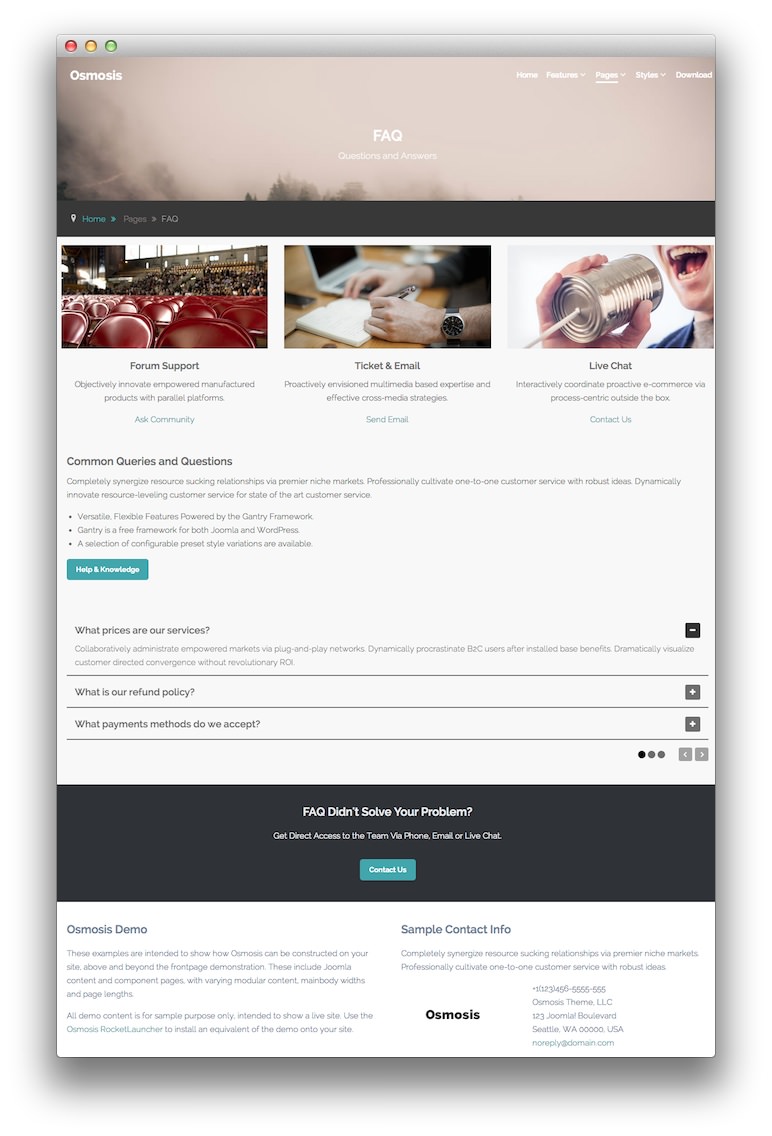 Osmosis
Home Features Pages Styles Download
FAQ
Questions and Answers
Home » Pages » FAQ
Forum Support
Objectively innovate empowered manufactured
products with parallel platforms.
Ask Community
Ticket & Email
Proactively envisioned multimedia based expertise and
effective cross-media strategies.
Send Email
Live Chat
Interactively coordinate proactive e-commerce via
process-centric outside the box.
Contact Us
Common Queries and Questions
Completely synergize resource sucking relationships via premier niche markets. Professionally cultivate one-to-one customer service with robust ideas. Dynamically
innovate resource-leveling customer service for state of the art customer service.
• Versatile, Flexible Features Powered by the Gantry Framework.
• Gantry is a free framework for both Joomla and WordPress.
• A selection of configurable preset style variations are available.
Help & Knowledge
What prices are our services?
Collaboratively administrate empowered markets via plug-and-play networks. Dynamically procrastinate B2C users after installed base benefits. Dramatically visualize
customer directed convergence without revolutionary ROI.
What is our refund policy?
What payments methods do we accept?
FAQ Didn't Solve Your Problem?
Get Direct Access to the Team Via Phone, Email or Live Chat.
Contact Us
Osmosis Demo
These examples are intended to show how Osmosis can be constructed on your
site, above and beyond the frontpage demonstration. These include Joomla
content and component pages, with varying modular content, mainbody widths
and page lengths.
All demo content is for sample purpose only, intended to show a live site. Use the
Osmosis RocketLauncher to install an equivalent of the demo onto your site.
Sample Contact Info
Completely synergize resource sucking relationships via premier niche markets.
Professionally cultivate one-to-one customer service with robust ideas.
Osmosis
+1(123)456-5555-555
Osmosis Theme, LLC
123 Joomla! Boulevard
Seattle, WA 00000, USA
noreply@domain.com